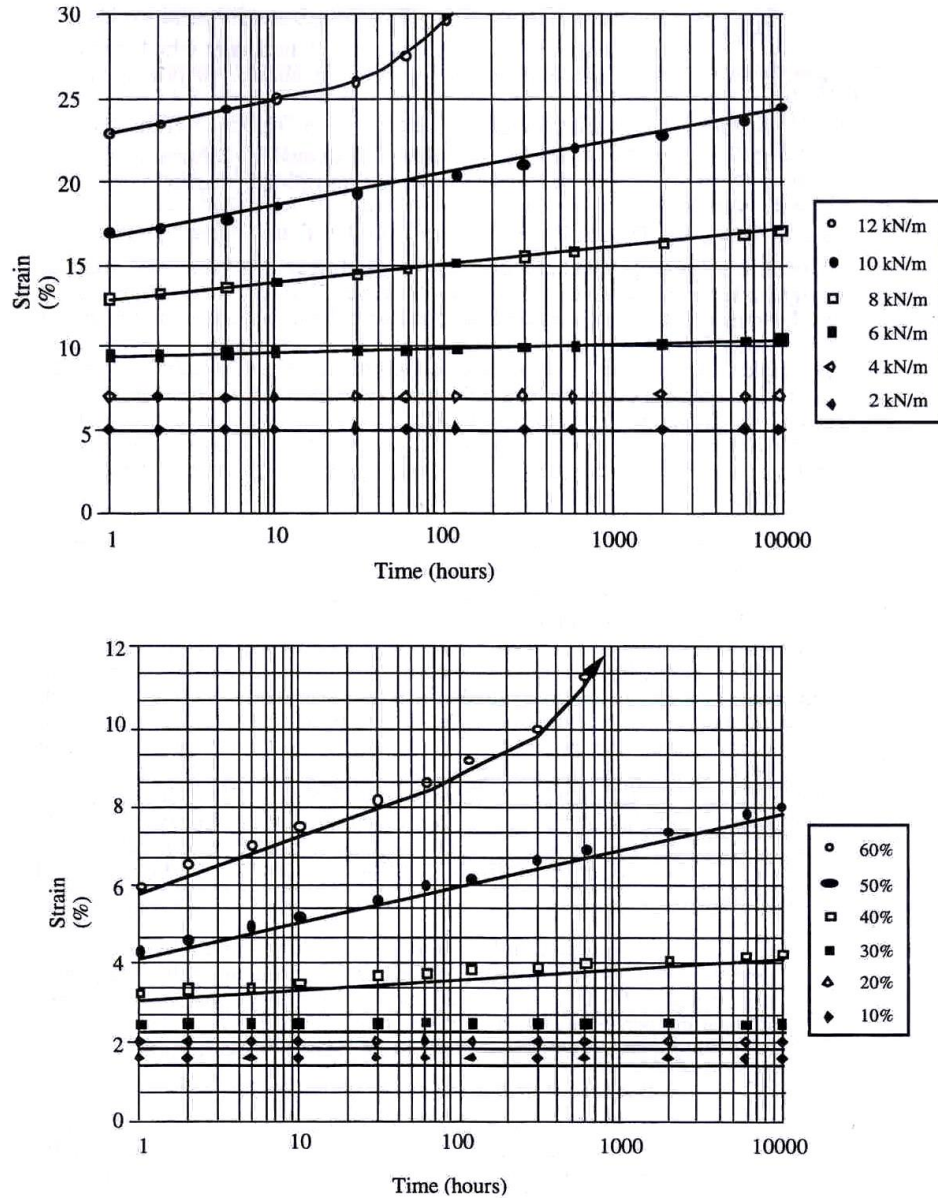 30
25
20
15
10
5
0
Strain
(%)
1 10 100 1000 10000
Time (hours)
12 kN/m
10 kN/m
8 kN/m
6 kN/m
4 kN/m
2 kN/m
12
10
8
6
4
2
0
Strain
(%)
1 10 100 1000 10000
Time (hours)
60%
50%
40%
30%
20%
10%